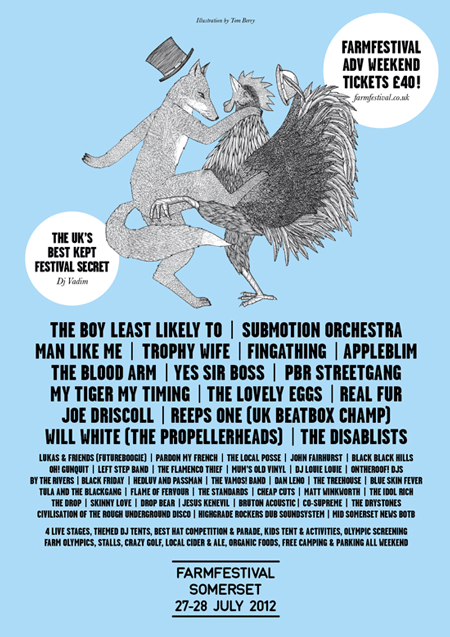 Illustration by Tom Berry
FARMFESTIVAL
ADV WEEKEND
TICKETS £40!
farmfestival.co.uk
THE UK'S
BEST KEPT
FESTIVAL SECRET
Dj Vadim
THE BOY LEAST LIKELY TO | SUBMOTION ORCHESTRA
MAN LIKE ME | TROPHY WIFE | FINGATHING | APPLEBLIM
THE BLOOD ARM | YES SIR BOSS | PBR STREETGANG
MY TIGER MY TIMING | THE LOVELY EGGS | REAL FUR
JOE DRISCOLL | REEPS ONE (UK BEATBOX CHAMP)
WILL WHITE (THE PROPELLERHEADS) | THE DISABLISTS
LUKAS & FRIENDS (FUTUREBOOGIE) | PARDON MY FRENCH | THE LOCAL POSSE | JOHN FAIRHURST | BLACK BLACK HILLS
OH! GUNQUIT | LEFT STEP BAND | THE FLAMENCO THIEF | MUM'S OLD VINYL | DJ LOUIE LOUIE | ONTHEROOF! DJS
BY THE RIVERS | BLACK FRIDAY | HEDLUV AND PASSMAN | THE VAMOS! BAND | DAN LENO | THE TREEHOUSE | BLUE SKIN FEVER
TULA AND THE BLACKGANG | FLAME OF FERVOUR | THE STANDARDS | CHEAP CUTS | MATT WINKWORTH | THE IDOL RICH
THE DROP | SKINNY LOVE | DROP BEAR | JESUS KENEVIL | BRUTON ACOUSTIC | CO-SUPREME | THE DRYSTONES
CIVILISATION OF THE ROUGH UNDERGROUND DISCO | HIGHGRADE ROCKERS DUB SOUNDSYSTEM | MID SOMERSET NEWS BOTB
4 LIVE STAGES, THEMED DJ TENTS, BEST HAT COMPETITION & PARADE, KIDS TENT & ACTIVITIES, OLYMPIC SCREENING
FARM OLYMPICS, STALLS, CRAZY GOLF, LOCAL CIDER & ALE, ORGANIC FOODS, FREE CAMPING & PARKING ALL WEEKEND
FARMFESTIVAL
SOMERSET
27-28 JULY 2012